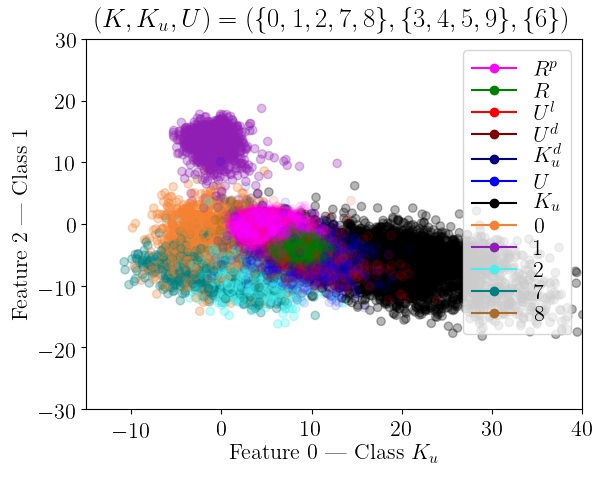 (K, K_u, U) = ({0, 1, 2, 7, 8}, {3, 4, 5, 9}, {6})
30
20
10
0
−10
−20
−30
Feature 2 — Class 1
−10
0
10
20
30
40
Feature 0 — Class K_u
R^p
R
U^l
U^d
K_u^d
U
K_u
0
1
2
7
8